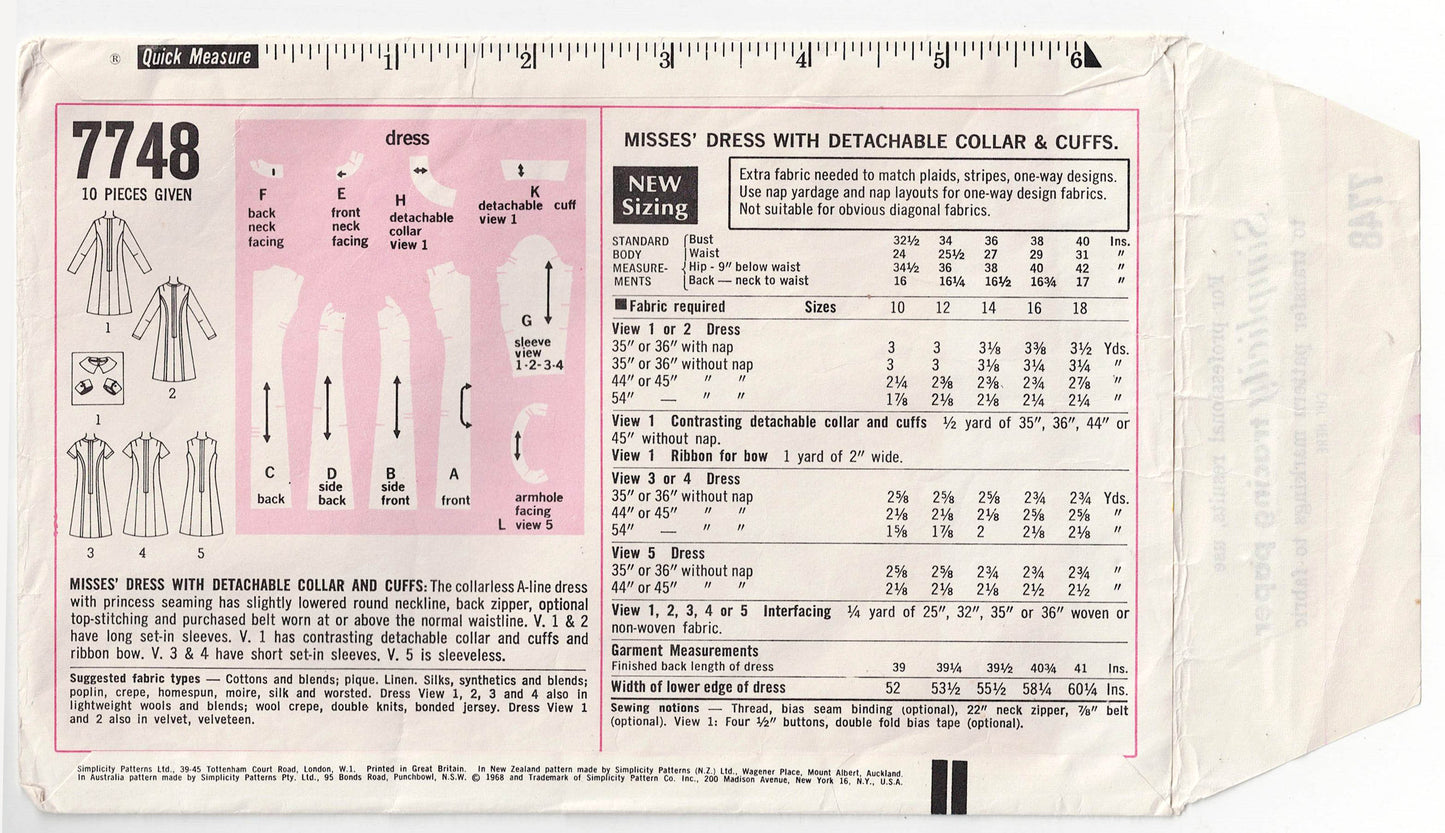 ® Quick Measure 1 2 3 4 5 6
7748
10 PIECES GIVEN
1
2
1
3 4 5
dress
F
back
neck
facing
E
front
neck
facing
H
detachable
collar
view 1
K
detachable cuff
view 1
G
sleeve
view
1-2-3-4
C
back
D
side
back
B
side
front
A
front
armhole
facing
L view 5
MISSES' DRESS WITH DETACHABLE COLLAR AND CUFFS: The collarless A-line dress
with princess seaming has slightly lowered round neckline, back zipper, optional
top-stitching and purchased belt worn at or above the normal waistline. V. 1 & 2
have long set-in sleeves. V. 1 has contrasting detachable collar and cuffs and
ribbon bow. V. 3 & 4 have short set-in sleeves. V. 5 is sleeveless.
Suggested fabric types — Cottons and blends; pique. Linen. Silks, synthetics and blends;
poplin, crepe, homespun, moire, silk and worsted. Dress View 1, 2, 3 and 4 also in
lightweight wools and blends; wool crepe, double knits, bonded jersey. Dress View 1
and 2 also in velvet, velveteen.
MISSES' DRESS WITH DETACHABLE COLLAR & CUFFS.
NEW
Sizing
Extra fabric needed to match plaids, stripes, one-way designs.
Use nap yardage and nap layouts for one-way design fabrics.
Not suitable for obvious diagonal fabrics.
STANDARD Bust 32½ 34 36 38 40 Ins.
BODY Waist 24 25½ 27 29 31 "
MEASURE- Hip - 9" below waist 34½ 36 38 40 42 "
MENTS Back — neck to waist 16 16¼ 16½ 16¾ 17 "
Fabric required Sizes 10 12 14 16 18
View 1 or 2 Dress
35" or 36" with nap 3 3 3⅛ 3⅜ 3½ Yds.
35" or 36" without nap 3 3 3⅛ 3¼ 3¼ "
44" or 45" " " 2¼ 2⅜ 2⅜ 2¾ 2⅞ "
54" — " " 1⅞ 2⅛ 2⅛ 2¼ 2¼ "
View 1 Contrasting detachable collar and cuffs ½ yard of 35", 36", 44" or
45" without nap.
View 1 Ribbon for bow 1 yard of 2" wide.
View 3 or 4 Dress
35" or 36" without nap 2⅝ 2⅝ 2⅝ 2¾ 2¾ Yds.
44" or 45" " " 2⅛ 2⅛ 2⅛ 2⅝ 2⅝ "
54" — " " 1⅝ 1⅞ 2 2⅛ 2⅛ "
View 5 Dress
35" or 36" without nap 2⅝ 2⅝ 2¾ 2¾ 2¾ "
44" or 45" " " 2⅛ 2⅛ 2⅛ 2½ 2½ "
View 1, 2, 3, 4 or 5 Interfacing ¼ yard of 25", 32", 35" or 36" woven or
non-woven fabric.
Garment Measurements
Finished back length of dress 39 39¼ 39½ 40¾ 41 Ins.
Width of lower edge of dress 52 53½ 55½ 58¼ 60¼ Ins.
Sewing notions — Thread, bias seam binding (optional), 22" neck zipper, ⅞" belt
(optional). View 1: Four ½" buttons, double fold bias tape (optional).
Simplicity Patterns Ltd., 39-45 Tottenham Court Road, London, W.1. Printed in Great Britain. In New Zealand pattern made by Simplicity Patterns (N.Z.) Ltd., Wagener Place, Mount Albert, Auckland.
In Australia pattern made by Simplicity Patterns Pty. Ltd., 95 Bonds Road, Punchbowl, N.S.W. © 1968 and Trademark of Simplicity Pattern Co. Inc., 200 Madison Avenue, New York 16, N.Y., U.S.A.
7748
to transfer pattern markings to fabric
Simplicity tracing paper
For professional results use